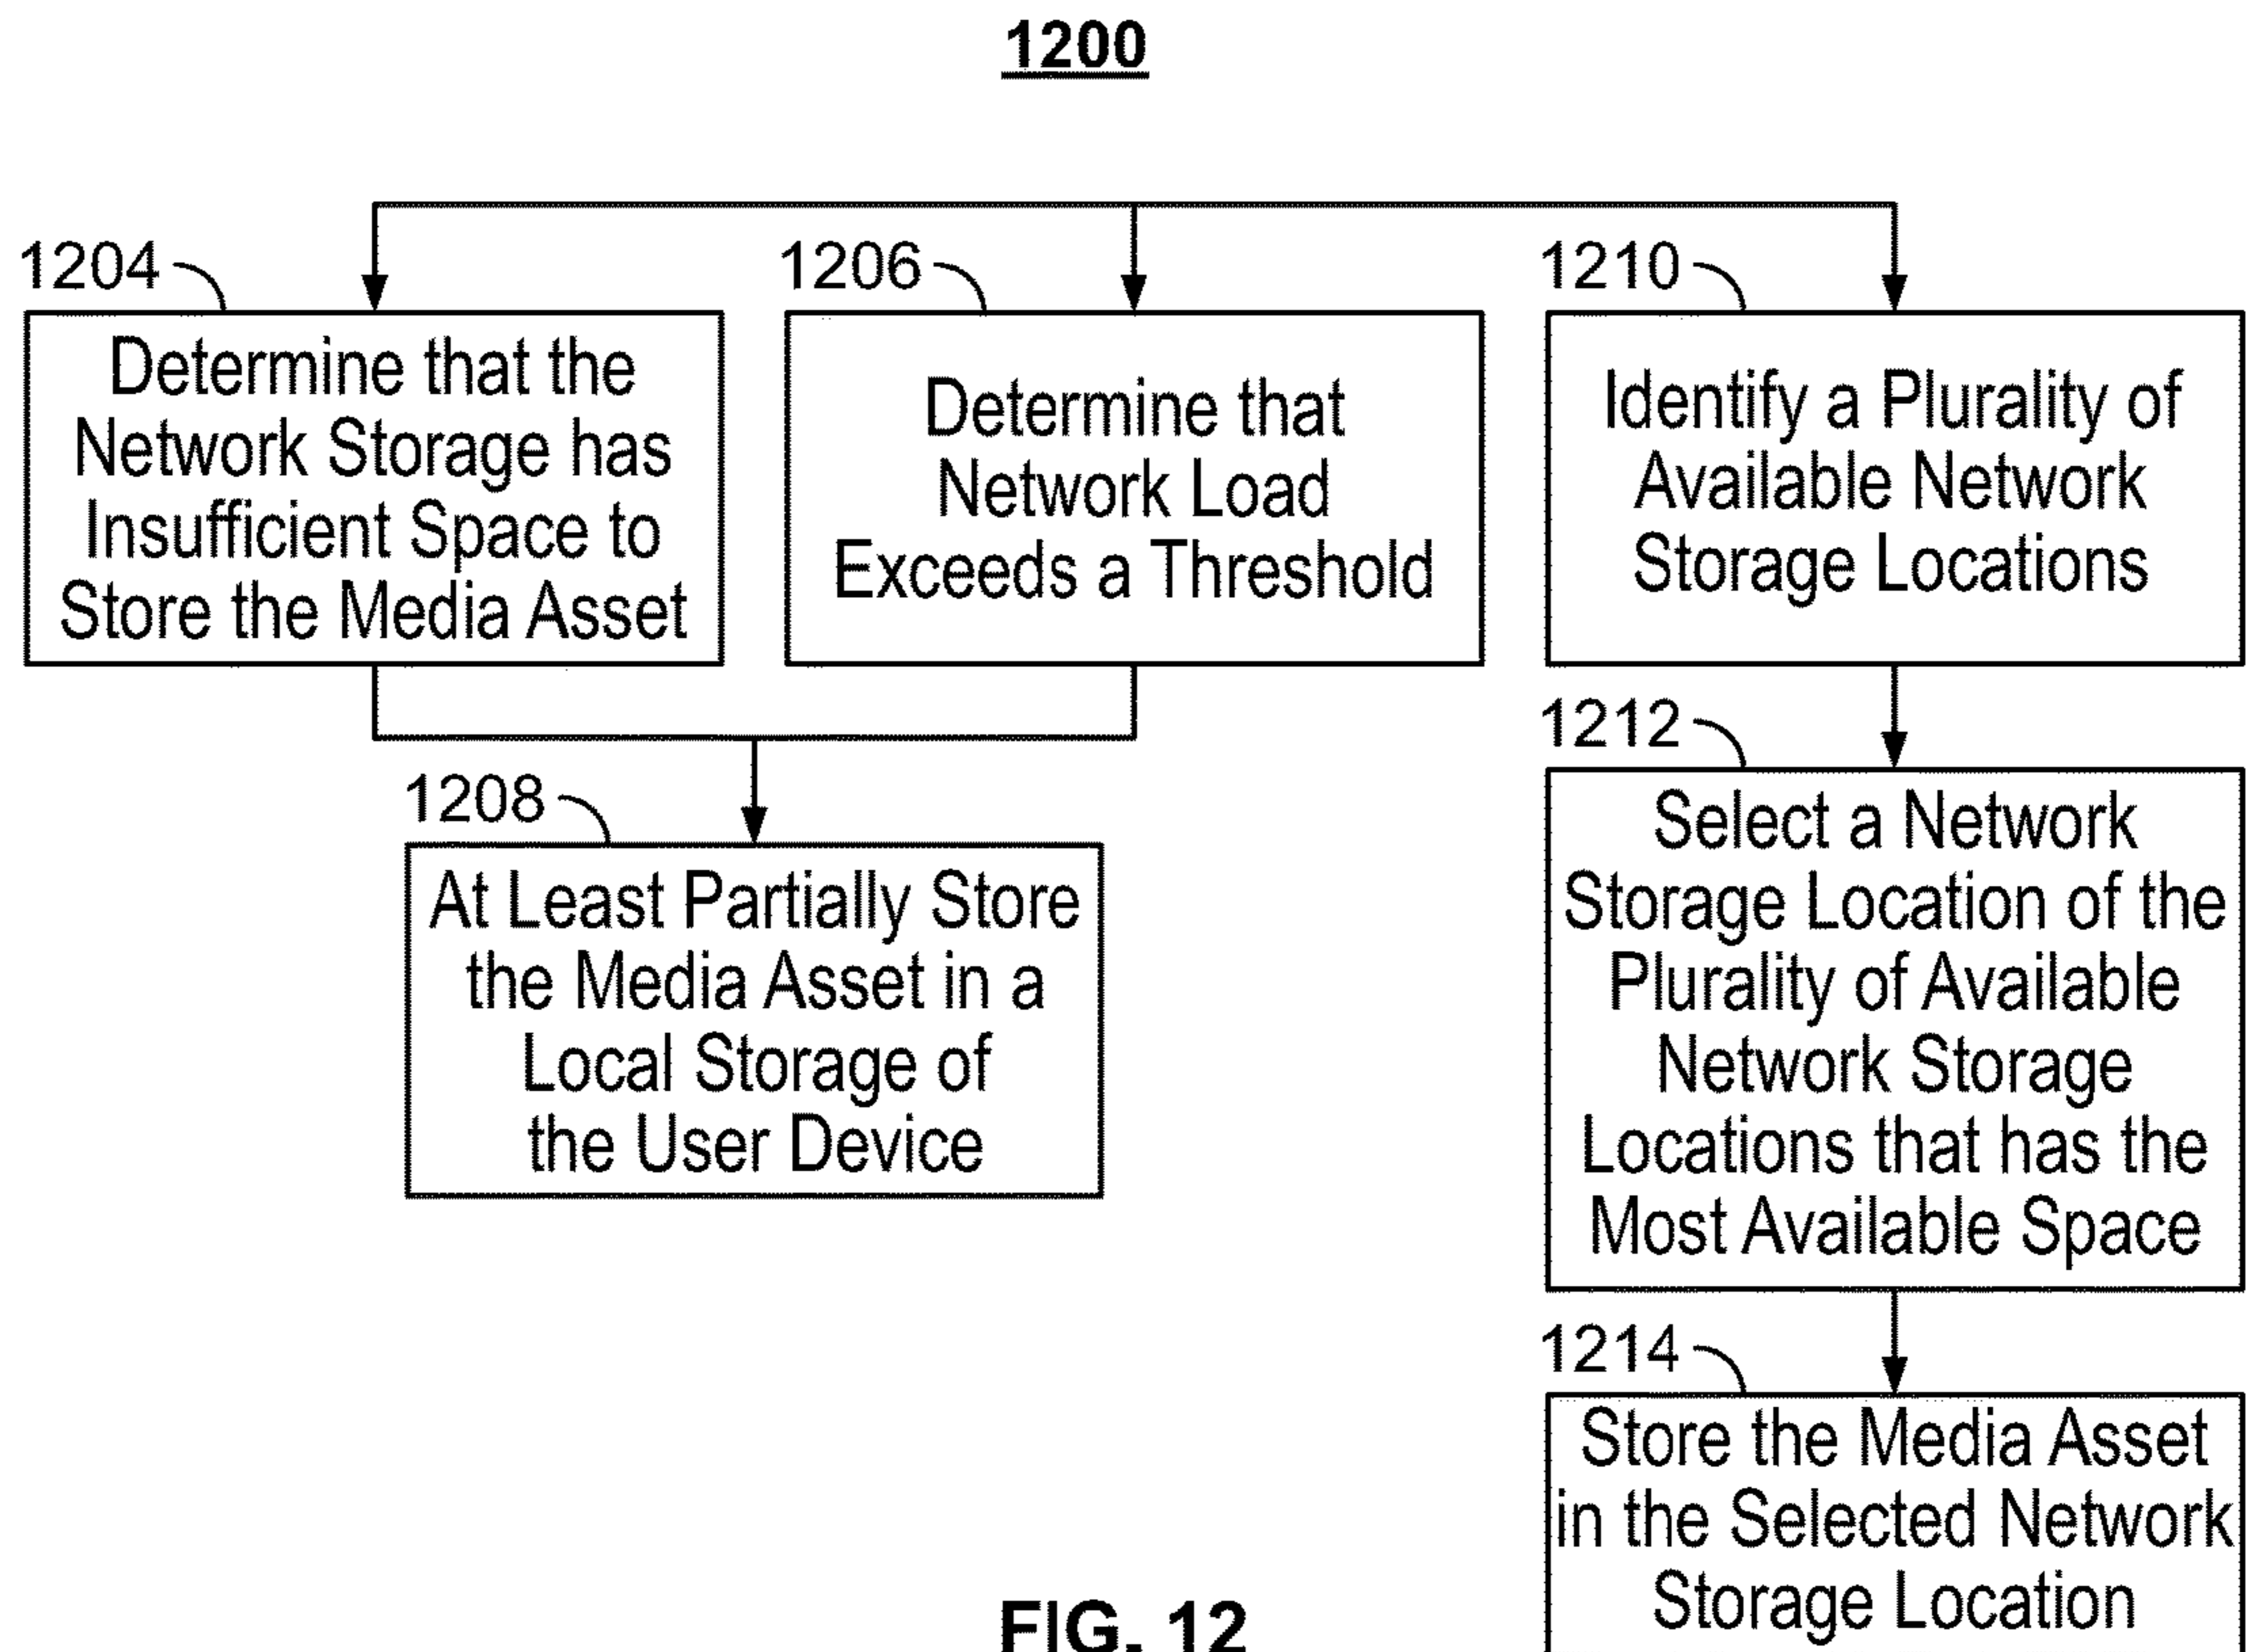 1200
1204
Determine that the
Network Storage has
Insufficient Space to
Store the Media Asset
1206
Determine that
Network Load
Exceeds a Threshold
1210
Identify a Plurality of
Available Network
Storage Locations
1208
At Least Partially Store
the Media Asset in a
Local Storage of
the User Device
1212
Select a Network
Storage Location of the
Plurality of Available
Network Storage
Locations that has the
Most Available Space
1214
Store the Media Asset
in the Selected Network
Storage Location
FIG. 12